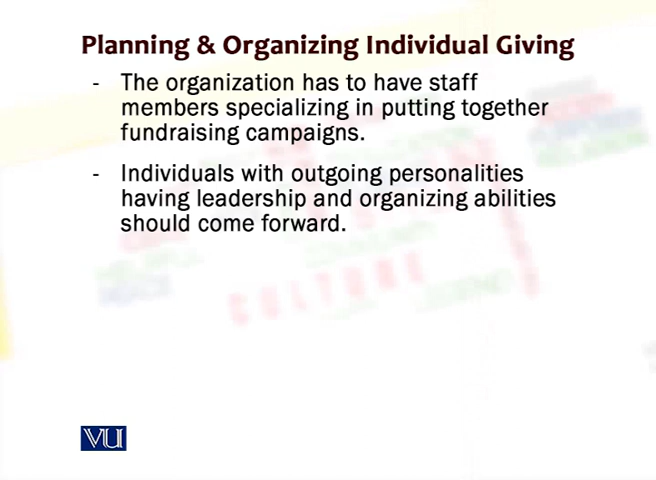 Planning & Organizing Individual Giving
- The organization has to have staff
members specializing in putting together
fundraising campaigns.
- Individuals with outgoing personalities
having leadership and organizing abilities
should come forward.
CULTURE
VU